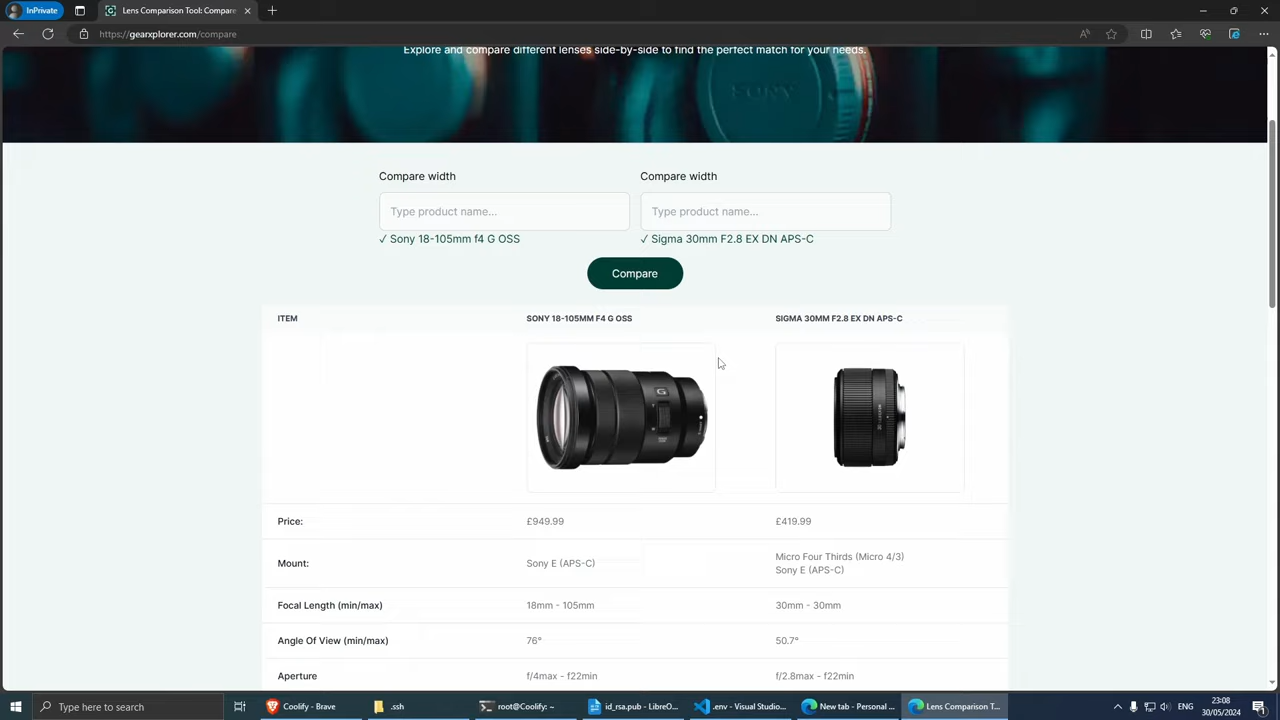 InPrivate
Lens Comparison Tool: Compare
https://gearxplorer.com/compare
Explore and compare different lenses side-by-side to find the perfect match for your needs.
SONY
Compare width
Compare width
Type product name...
Type product name...
✓ Sony 18-105mm f4 G OSS
✓ Sigma 30mm F2.8 EX DN APS-C
Compare
ITEM
SONY 18-105MM F4 G OSS
SIGMA 30MM F2.8 EX DN APS-C
G
Price:
£949.99
£419.99
Mount:
Sony E (APS-C)
Micro Four Thirds (Micro 4/3)
Sony E (APS-C)
Focal Length (min/max)
18mm - 105mm
30mm - 30mm
Angle Of View (min/max)
76°
50.7°
Aperture
f/4max - f22min
f/2.8max - f22min
Type here to search
Coolify - Brave
.ssh
root@Coolify: ~
id_rsa.pub - LibreO...
.env - Visual Studio...
New tab - Personal ...
Lens Comparison T...
ENG
23:08
30/05/2024